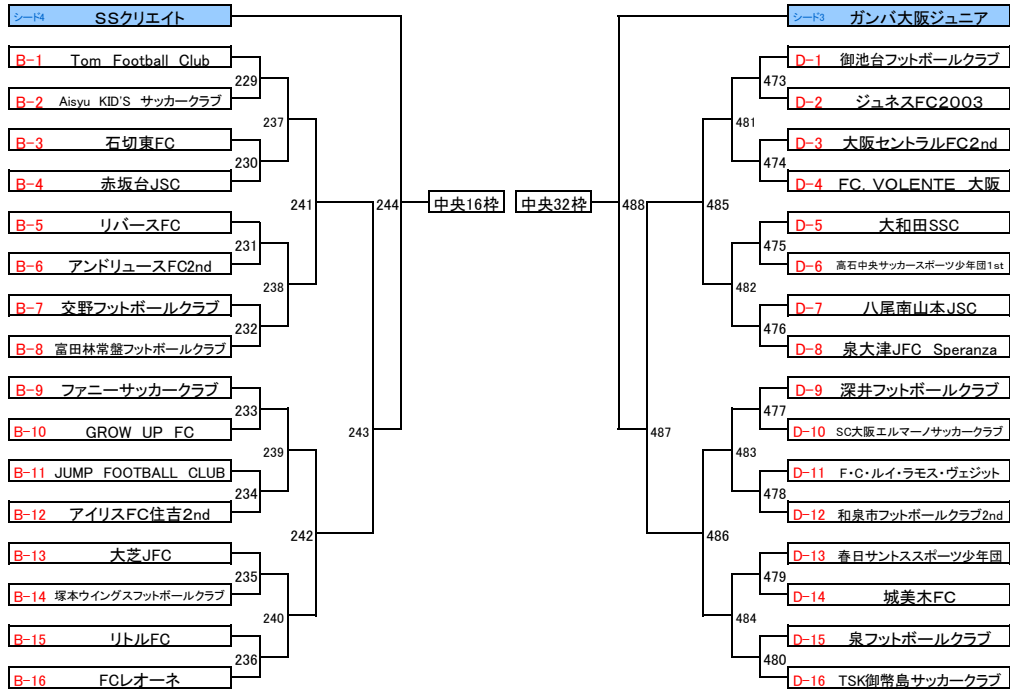 シード4 SSクリエイト
B-1 Tom Football Club
229
B-2 Aisyu KID'S サッカークラブ
237
B-3 石切東FC
230
B-4 赤坂台JSC
241
B-5 リバースFC
231
B-6 アンドリュースFC2nd
238
B-7 交野フットボールクラブ
232
B-8 富田林常盤フットボールクラブ
244
中央16枠
B-9 ファニーサッカークラブ
233
B-10 GROW UP FC
243
239
B-11 JUMP FOOTBALL CLUB
234
B-12 アイリスFC住吉2nd
242
B-13 大芝JFC
235
B-14 塚本ウイングスフットボールクラブ
240
B-15 リトルFC
236
B-16 FCレオーネ
シード3 ガンバ大阪ジュニア
D-1 御池台フットボールクラブ
473
D-2 ジュネスFC2003
481
D-3 大阪セントラルFC2nd
474
D-4 FC. VOLENTE 大阪
中央32枠
488
485
D-5 大和田SSC
475
D-6 高石中央サッカースポーツ少年団1st
482
D-7 八尾南山本JSC
476
D-8 泉大津JFC Speranza
D-9 深井フットボールクラブ
477
D-10 SC大阪エルマーノサッカークラブ
487
483
D-11 F・C・ルイ・ラモス・ヴェジット
478
D-12 和泉市フットボールクラブ2nd
486
D-13 春日サントススポーツ少年団
479
D-14 城美木FC
484
D-15 泉フットボールクラブ
480
D-16 TSK御幣島サッカークラブ